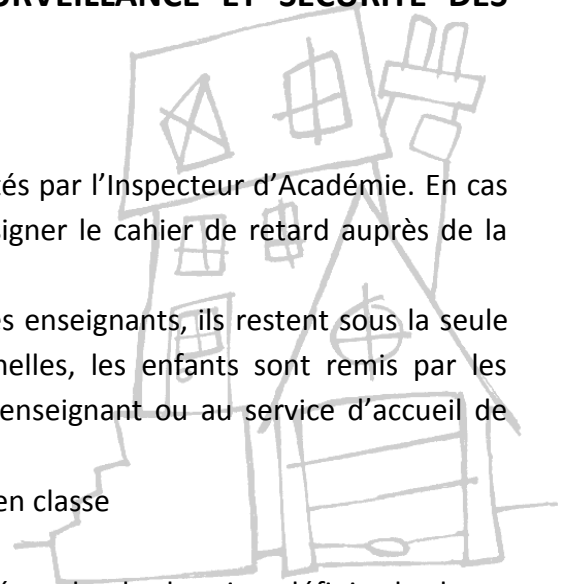 SURVEILLANCE ET SECURITE DES
tés par l’Inspecteur d’Académie. En cas
signer le cahier de retard auprès de la
es enseignants, ils restent sous la seule
nelles, les enfants sont remis par les
enseignant ou au service d’accueil de
en classe